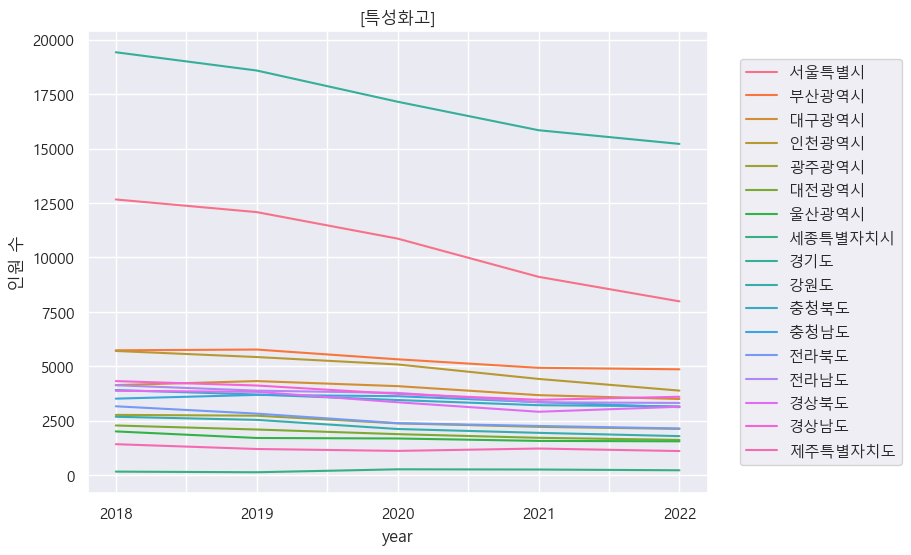 [특성화고]
20000
17500
15000
12500
10000
7500
5000
2500
0
인원 수
2018 2019 2020 2021 2022
year
서울특별시
부산광역시
대구광역시
인천광역시
광주광역시
대전광역시
울산광역시
세종특별자치시
경기도
강원도
충청북도
충청남도
전라북도
전라남도
경상북도
경상남도
제주특별자치도